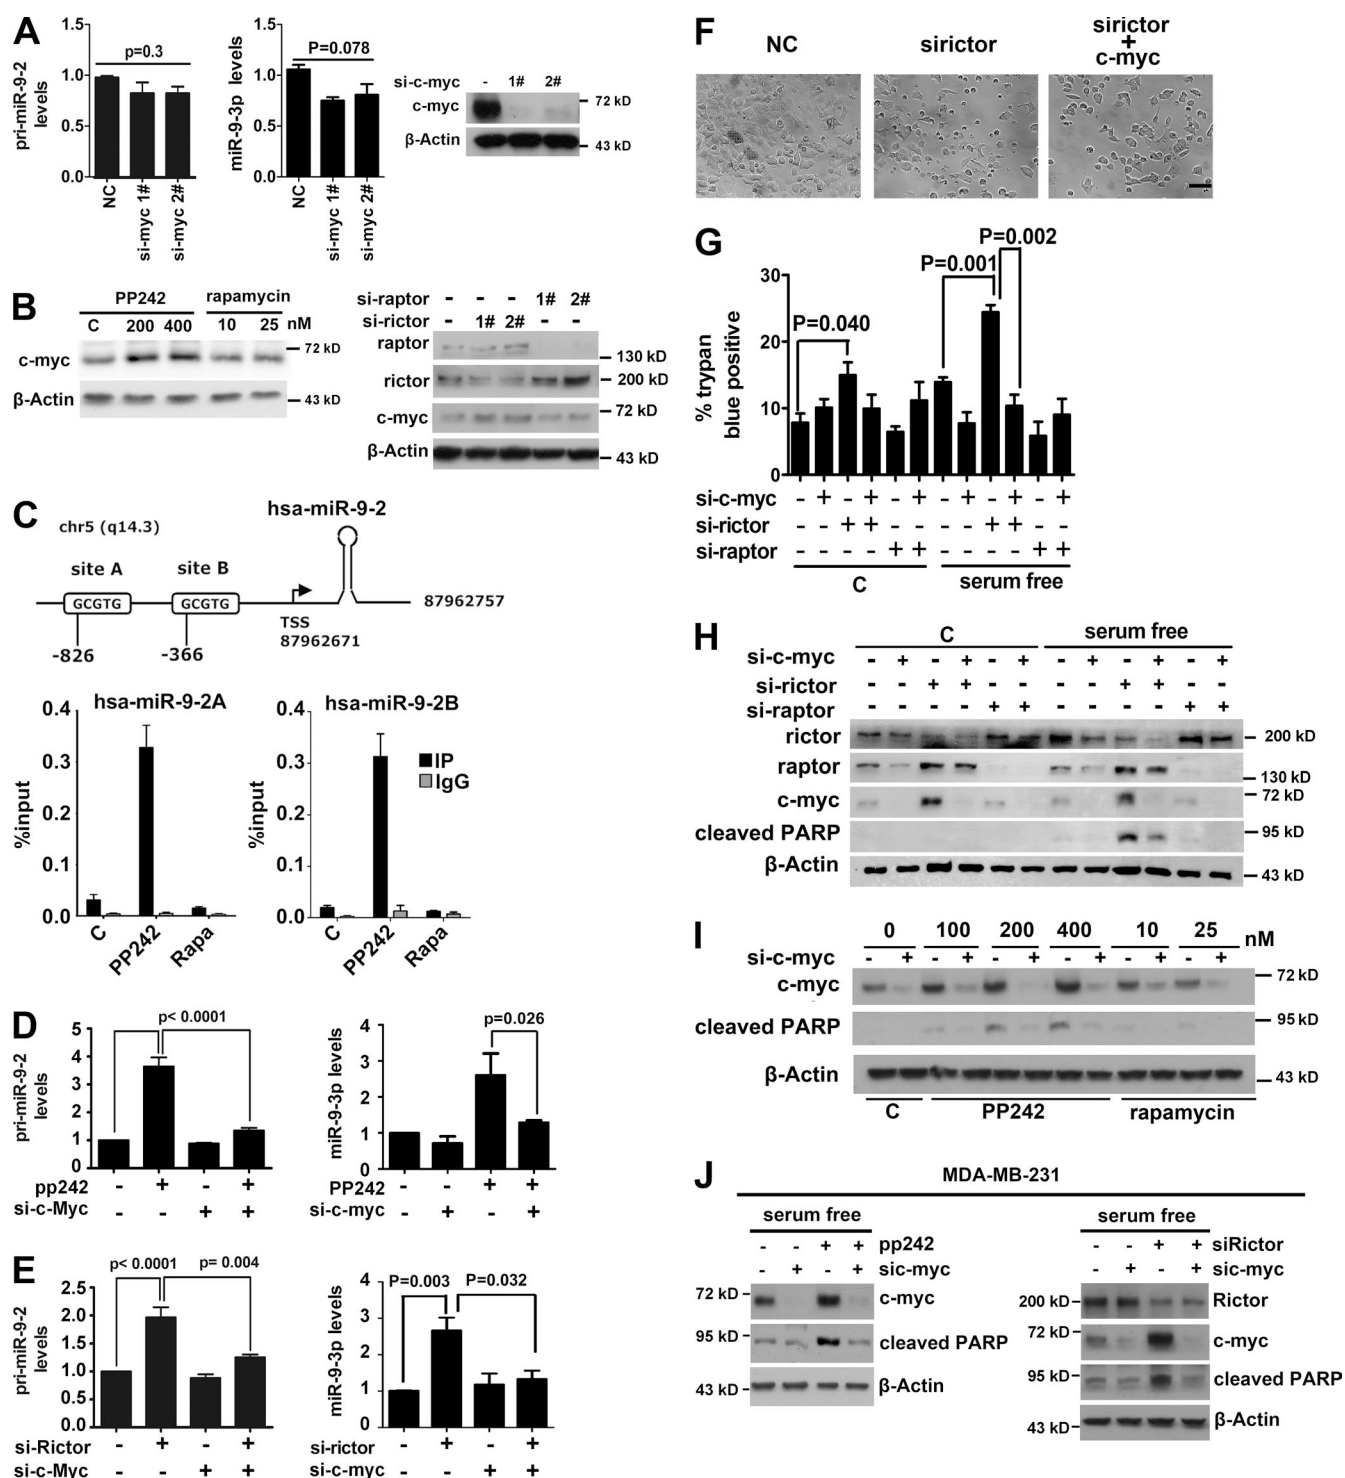 A
pri-miR-9-2
levels
1.5
1.0
0.5
0.0
p=0.3
NC
si-myc 1#
si-myc 2#
miR-9-3p levels
1.5
1.0
0.5
0.0
P=0.078
NC
si-myc 1#
si-myc 2#
si-c-myc - 1# 2#
c-myc
72 kD
β-Actin
43 kD
B
PP242 rapamycin
C 200 400 10 25 nM
c-myc
72 kD
β-Actin
43 kD
si-raptor - - - 1# 2#
si-rictor - 1# 2# - -
raptor
130 kD
rictor
200 kD
c-myc
72 kD
β-Actin
43 kD
C
chr5 (q14.3)
hsa-miR-9-2
site A site B
GCGTG GCGTG
87962757
TSS
87962671
-826 -366
hsa-miR-9-2A
%input
0.4
0.3
0.2
0.1
0.0
C PP242 Rapa
hsa-miR-9-2B
%input
0.4
0.3
0.2
0.1
0.0
IP
IgG
C PP242 Rapa
D
pri-miR-9-2
levels
5
4
3
2
1
0
p< 0.0001
pp242 - + - +
si-c-Myc - - + +
miR-9-3p levels
4
3
2
1
0
p=0.026
PP242 - - + +
si-c-myc - + - +
E
pri-miR-9-2
levels
2.5
2.0
1.5
1.0
0.5
0.0
p< 0.0001 p= 0.004
si-Rictor - + - +
si-c-Myc - - + +
miR-9-3p levels
4
3
2
1
0
P=0.003 P=0.032
si-rictor - + - +
si-c-myc - - + +
F
NC sirictor sirictor
+
c-myc
G
% trypan
blue positive
30
20
10
0
P=0.040
P=0.001
P=0.002
si-c-myc - + - + - + - + - + - +
si-rictor - - + + - - - - + + - -
si-raptor - - - - + + - - - - + +
C serum free
H
C serum free
si-c-myc - + - + - + - + - + - +
si-rictor - - + + - - - - + + - -
si-raptor - - - - + + - - - - + +
rictor
200 kD
raptor
130 kD
c-myc
72 kD
cleaved PARP
95 kD
β-Actin
43 kD
I
0 100 200 400 10 25 nM
si-c-myc - + - + - + - + - + - +
c-myc
72 kD
cleaved PARP
95 kD
β-Actin
43 kD
C PP242 rapamycin
J
MDA-MB-231
serum free
- - + + pp242
- + - + sic-myc
72 kD c-myc
95 kD cleaved PARP
43 kD β-Actin
serum free
- - + + siRictor
- + - + sic-myc
200 kD Rictor
72 kD c-myc
95 kD cleaved PARP
43 kD β-Actin